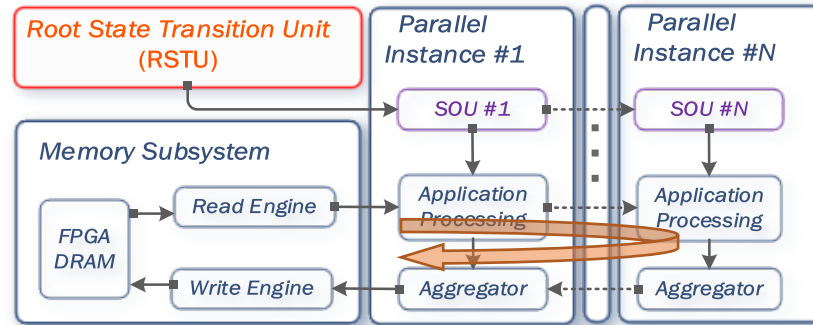 Root State Transition Unit
(RSTU)
Parallel
Instance #1
Parallel
Instance #N
SOU #1
SOU #N
Memory Subsystem
Read Engine
Application
Processing
Application
Processing
FPGA
DRAM
Write Engine
Aggregator
Aggregator